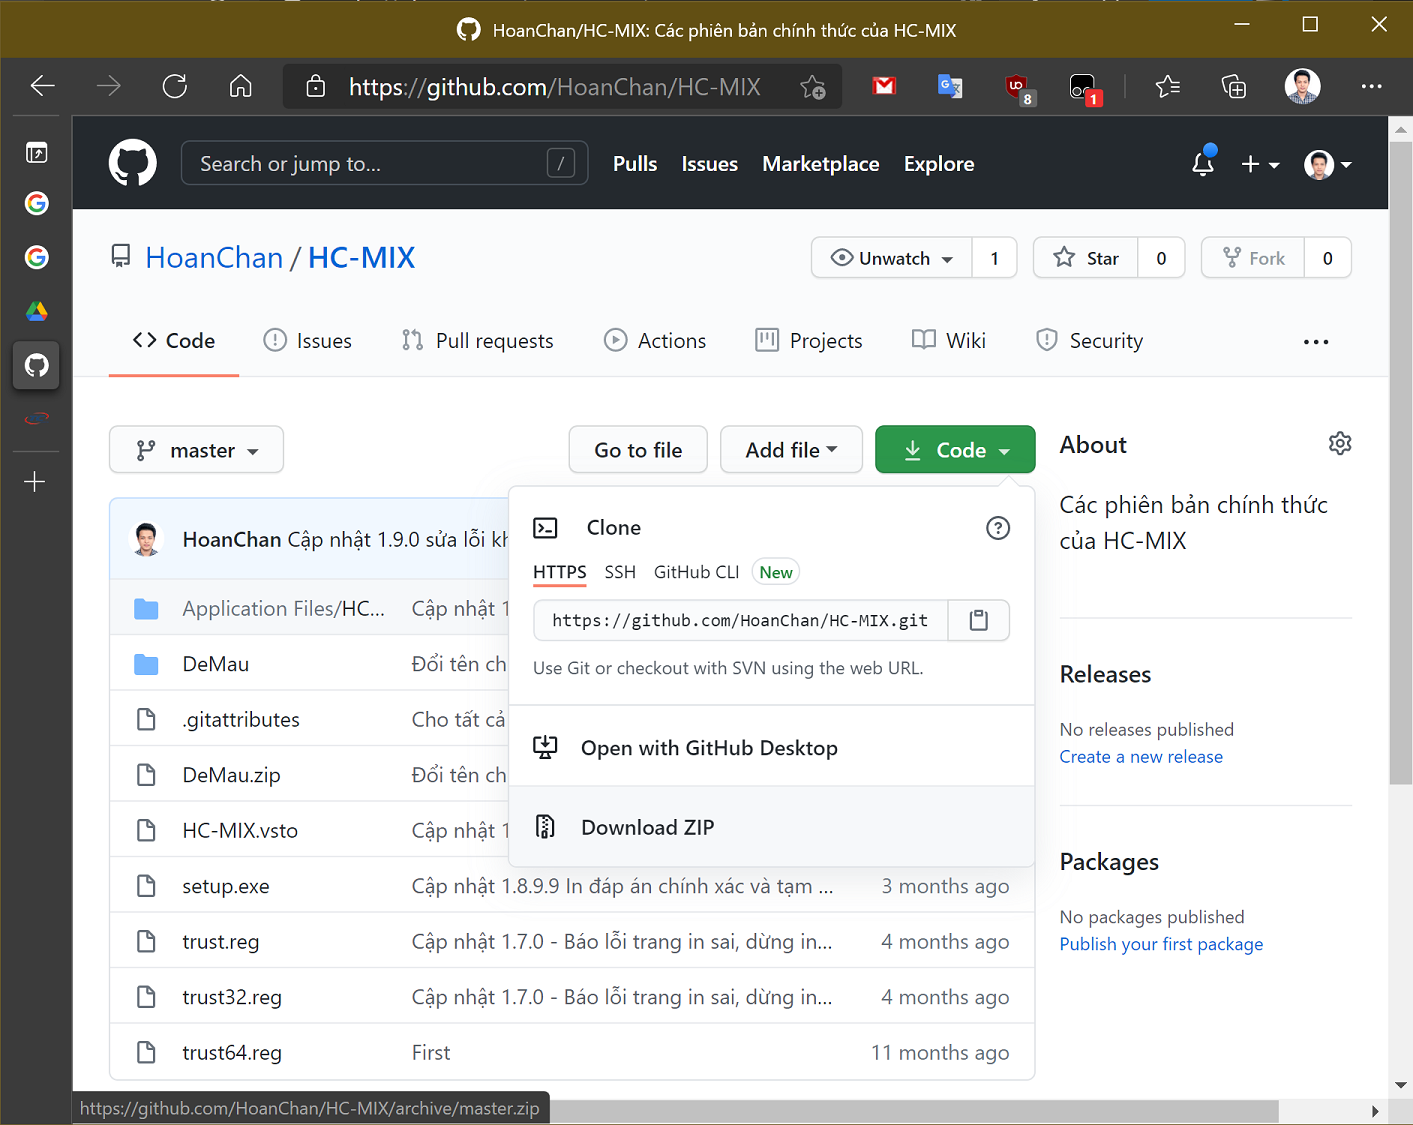 HoanChan/HC-MIX: Các phiên bản chính thức của HC-MIX
https://github.com/HoanChan/HC-MIX
8
1
Search or jump to...
/
Pulls
Issues
Marketplace
Explore
HoanChan / HC-MIX
Unwatch
1
Star
0
Fork
0
Code
Issues
Pull requests
Actions
Projects
Wiki
Security
master
Go to file
Add file
Code
About
Các phiên bản chính thức
của HC-MIX
Clone
HTTPS
SSH
GitHub CLI
New
https://github.com/HoanChan/HC-MIX.git
Use Git or checkout with SVN using the web URL.
Open with GitHub Desktop
Download ZIP
HoanChan Cập nhật 1.9.0 sửa lỗi
Application Files/HC...
Cập nhật
DeMau
Đổi tên
.gitattributes
Cho tất cả
DeMau.zip
Đổi tên
HC-MIX.vsto
Cập nhật
setup.exe
Cập nhật 1.8.9.9 In đáp án chính xác và tạm ...
3 months ago
trust.reg
Cập nhật 1.7.0 - Báo lỗi trang in sai, dừng in...
4 months ago
trust32.reg
Cập nhật 1.7.0 - Báo lỗi trang in sai, dừng in...
4 months ago
trust64.reg
First
11 months ago
Releases
No releases published
Create a new release
Packages
No packages published
Publish your first package
https://github.com/HoanChan/HC-MIX/archive/master.zip